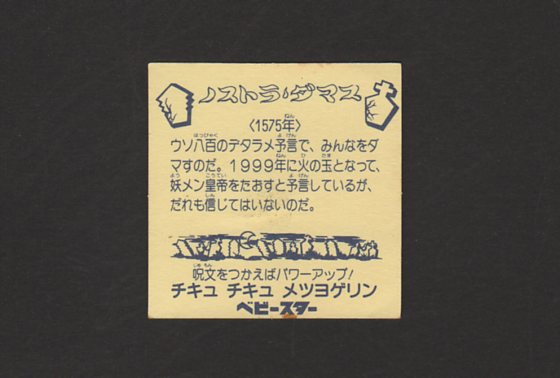 ノストラ・ダマス
〈1575年〉
ウソ八百のデタラメ予言で、みんなをダ
マすのだ。1999年に火の玉となって、
妖メン皇帝をたおすと予言しているが、
だれも信じてはいないのだ。
呪文をつかえばパワーアップ！
チキュ チキュ メツヨゲリン
ベビースター